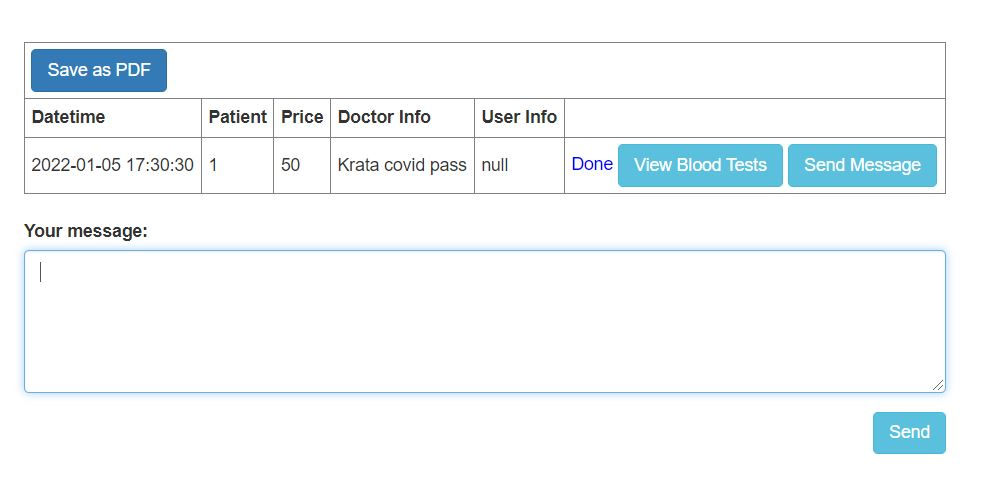 Save as PDF
Datetime Patient Price Doctor Info User Info
2022-01-05 17:30:30 1 50 Krata covid pass null Done View Blood Tests Send Message
Your message:
Send